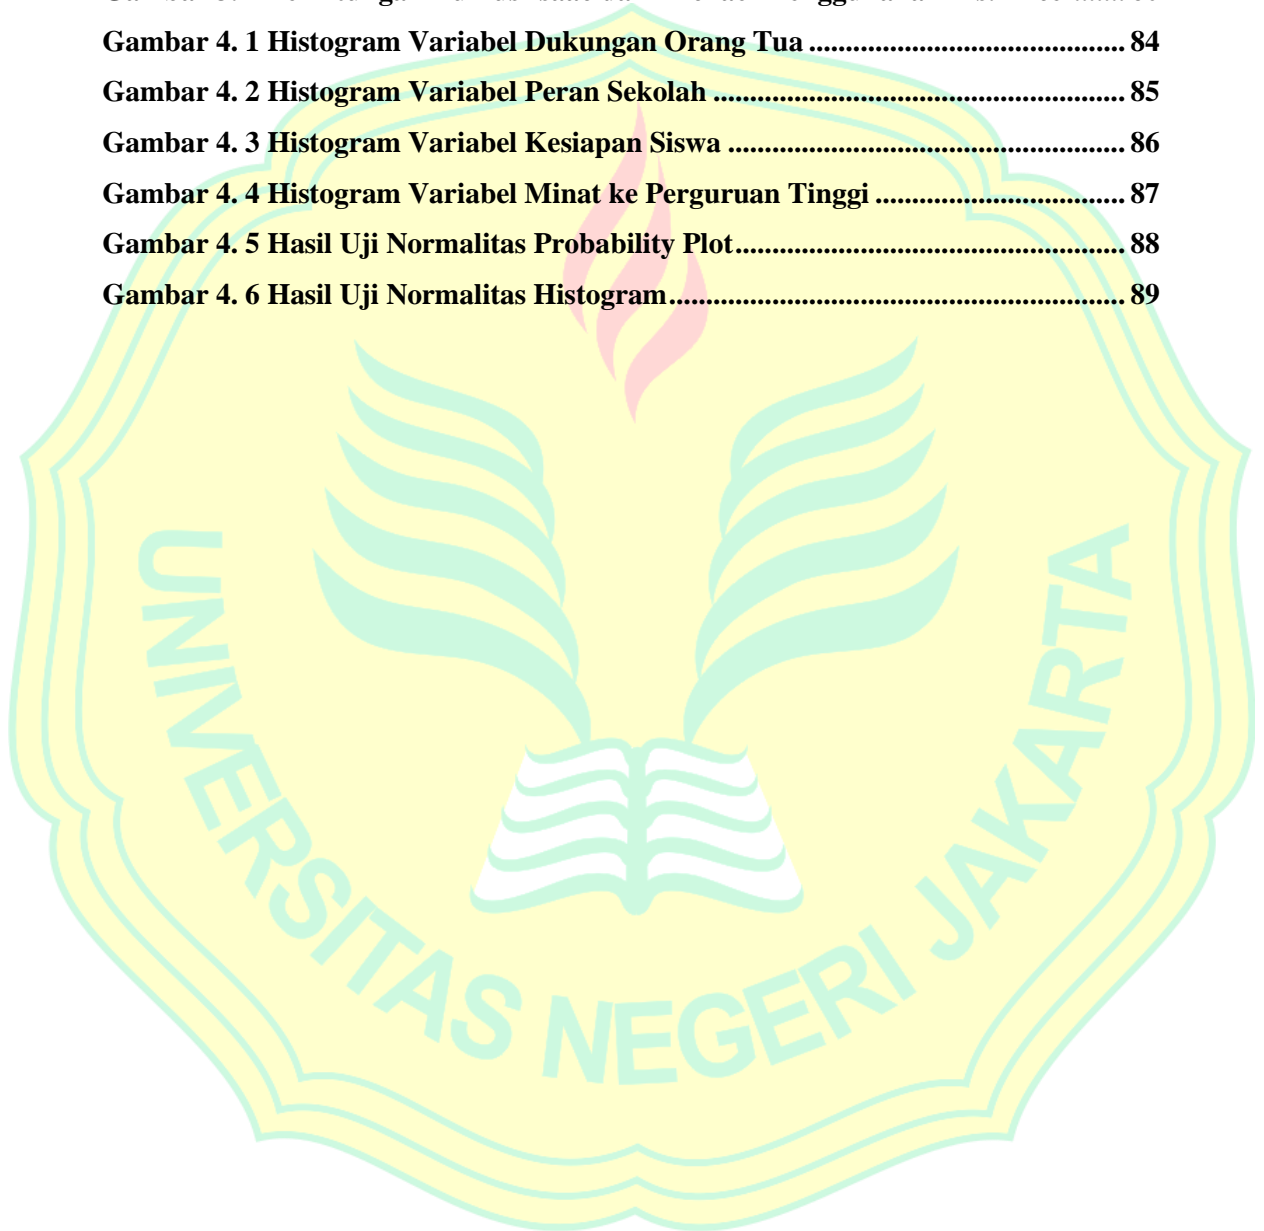 Gambar 4. 1 Histogram Variabel Dukungan Orang Tua ........................................... 84
Gambar 4. 2 Histogram Variabel Peran Sekolah ........................................................ 85
Gambar 4. 3 Histogram Variabel Kesiapan Siswa ...................................................... 86
Gambar 4. 4 Histogram Variabel Minat ke Perguruan Tinggi .................................. 87
Gambar 4. 5 Hasil Uji Normalitas Probability Plot..................................................... 88
Gambar 4. 6 Hasil Uji Normalitas Histogram.............................................................. 89
UNIVERSITAS NEGERI JAKARTA